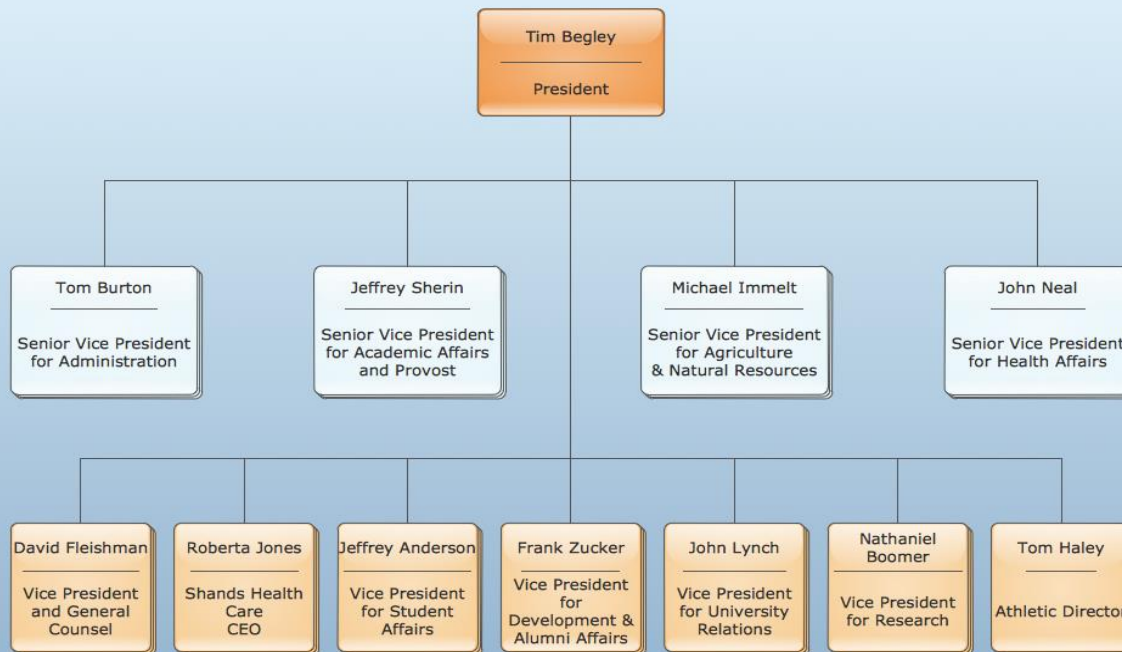 Tim Begley
President
Tom Burton
Senior Vice President
for Administration
Jeffrey Sherin
Senior Vice President
for Academic Affairs
and Provost
Michael Immelt
Senior Vice President
for Agriculture
& Natural Resources
John Neal
Senior Vice President
for Health Affairs
David Fleishman
Vice President
and General
Counsel
Roberta Jones
Shands Health
Care
CEO
Jeffrey Anderson
Vice President
for Student
Affairs
Frank Zucker
Vice President
for
Development &
Alumni Affairs
John Lynch
Vice President
for University
Relations
Nathaniel
Boomer
Vice President
for Research
Tom Haley
Athletic Director